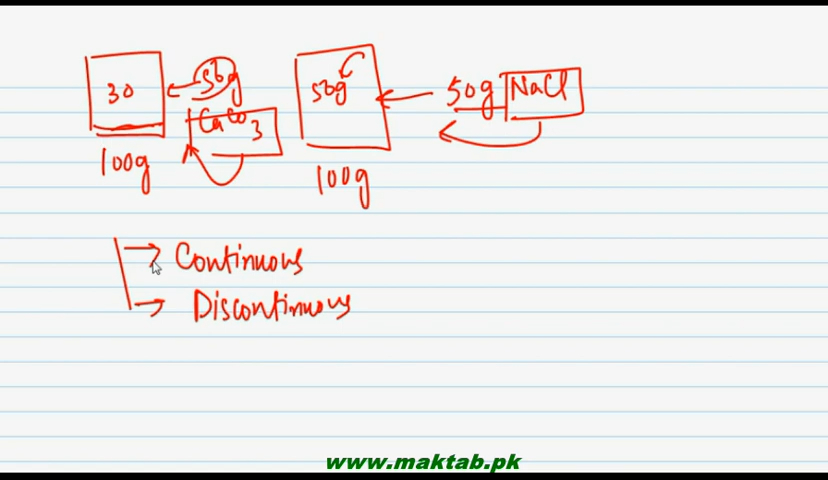 30 50g 50g 50g NaCl
CaCO3
100g 100g
Continuous
Discontinuous
www.maktab.pk